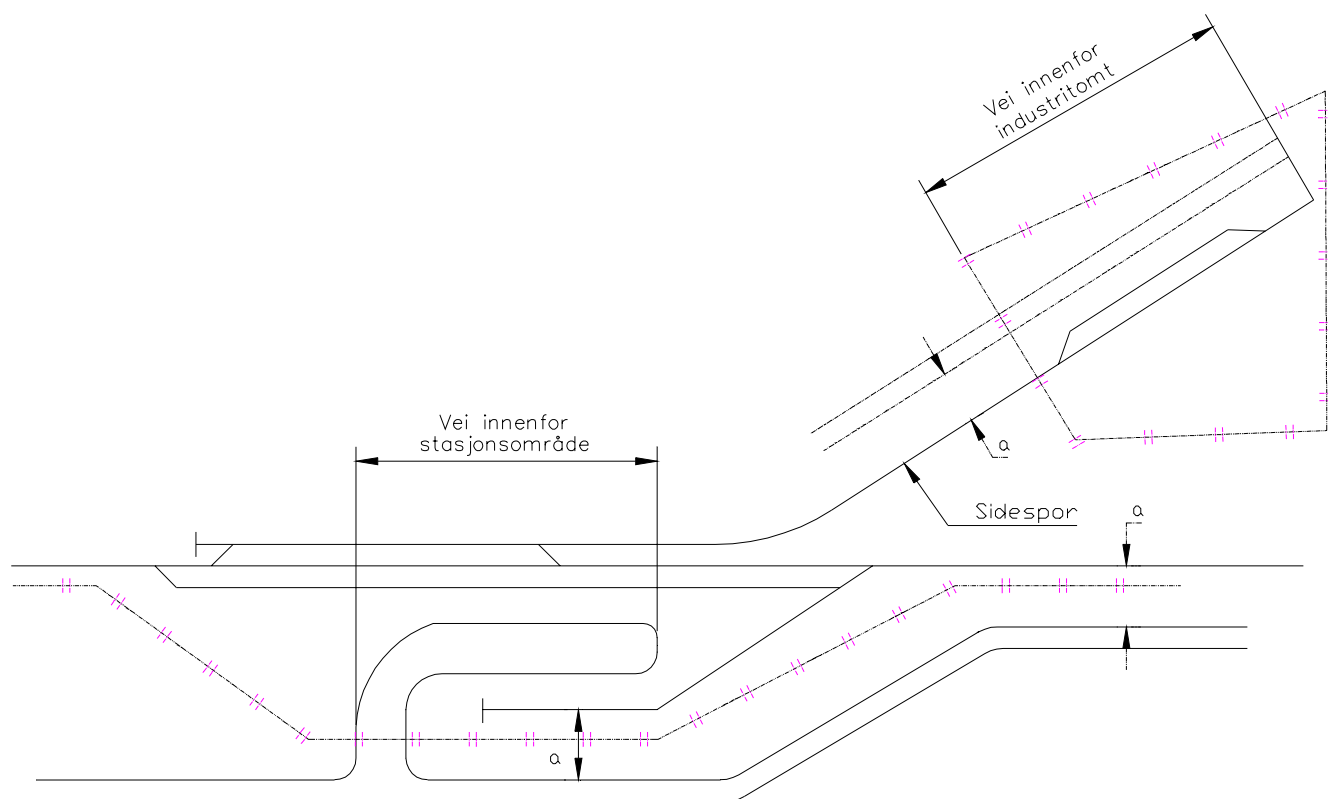 Vei innenfor
industritomt
Vei innenfor
stasjonsområde
a
Sidespor
a
a